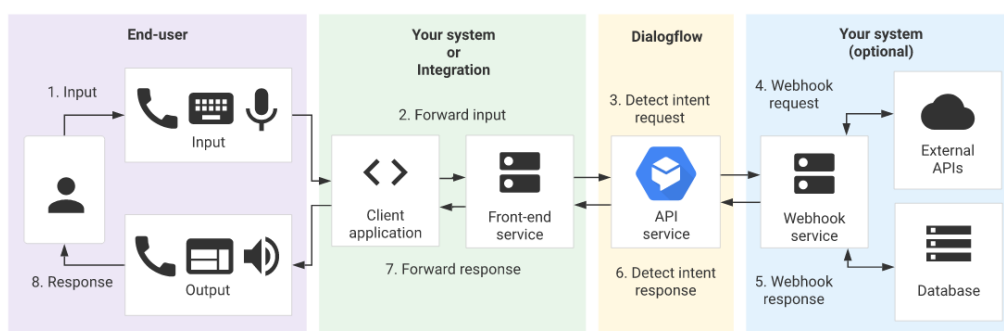 End-user
1. Input
Input
Output
8. Response
Your system
or
Integration
2. Forward input
Client
application
Front-end
service
7. Forward response
Dialogflow
3. Detect intent
request
API
service
6. Detect intent
response
Your system
(optional)
4. Webhook
request
External
APIs
Webhook
service
5. Webhook
response
Database